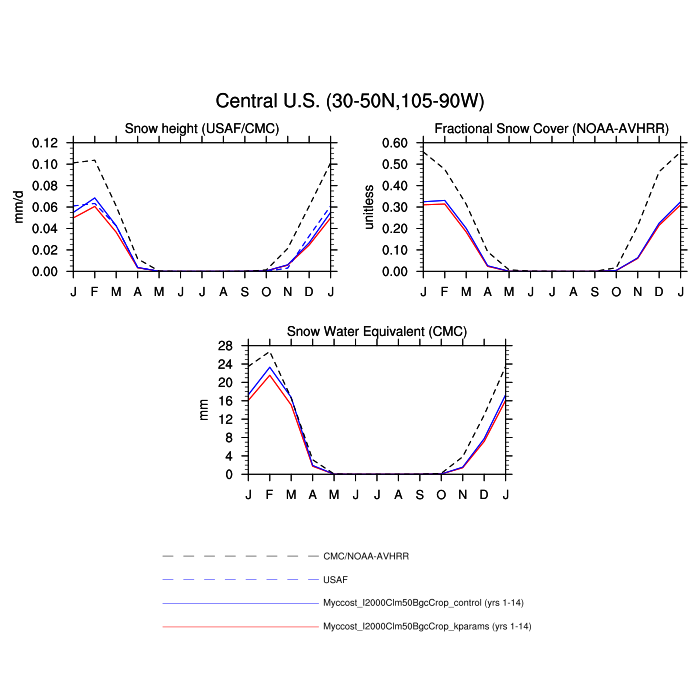 Central U.S. (30-50N,105-90W)
Snow height (USAF/CMC)
mm/d
0.12
0.10
0.08
0.06
0.04
0.02
0.00
J F M A M J J A S O N D J
Fractional Snow Cover (NOAA-AVHRR)
unitless
0.60
0.50
0.40
0.30
0.20
0.10
0.00
J F M A M J J A S O N D J
Snow Water Equivalent (CMC)
mm
28
24
20
16
12
8
4
0
J F M A M J J A S O N D J
CMC/NOAA-AVHRR
USAF
Myccost_I2000Clm50BgcCrop_control (yrs 1-14)
Myccost_I2000Clm50BgcCrop_kparams (yrs 1-14)